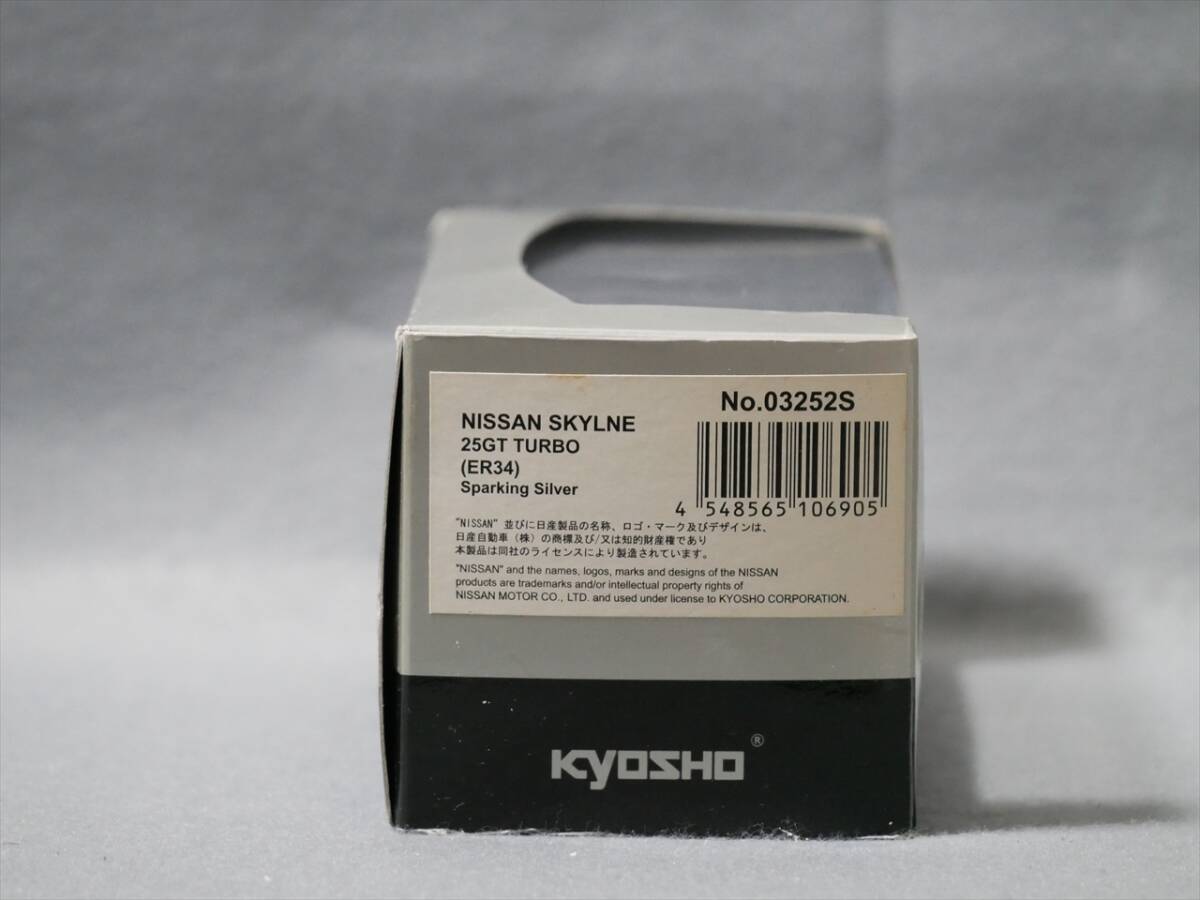 No.03252S
NISSAN SKYLNE
25GT TURBO
(ER34)
Sparking Silver
4 548565 106905
"NISSAN" 並びに日産製品の名称、ロゴ・マーク及びデザインは、
日産自動車（株）の商標及び/又は知的財産権であり
本製品は同社のライセンスにより製造されています。
"NISSAN" and the names, logos, marks and designs of the NISSAN
products are trademarks and/or intellectual property rights of
NISSAN MOTOR CO., LTD. and used under license to KYOSHO CORPORATION.
KYOSHO®